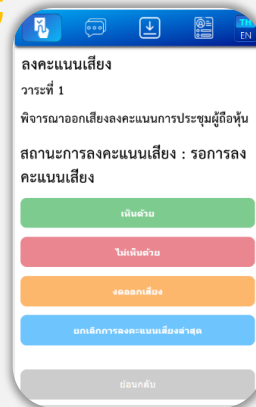 TH
EN
ลงคะแนนเสียง
วาระที่ 1
พิจารณาออกเสียงลงคะแนนการประชุมผู้ถือหุ้น
สถานะการลงคะแนนเสียง : รอการลง
คะแนนเสียง
เห็นด้วย
ไม่เห็นด้วย
งดออกเสียง
ยกเลิกการลงคะแนนเสียงล่าสุด
ย้อนกลับ